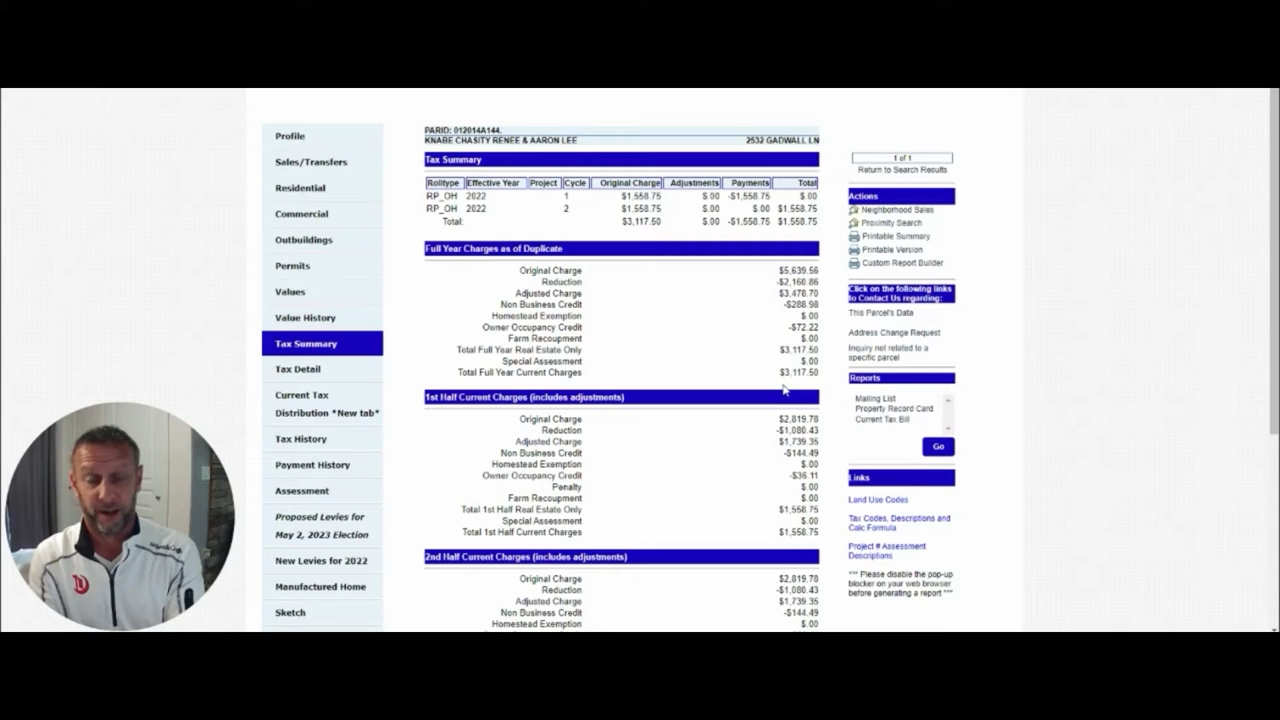 Profile
Sales/Transfers
Residential
Commercial
Outbuildings
Permits
Values
Value History
Tax Summary
Tax Detail
Current Tax
Distribution *New tab*
Tax History
Payment History
Assessment
Proposed Levies for
May 2, 2023 Election
New Levies for 2022
Manufactured Home
Sketch
PARID: 012014A144.
KNABE CHASITY RENEE & AARON LEE 2532 GADWALL LN
Tax Summary
Rolltype Effective Year Project Cycle Original Charge Adjustments Payments Total
RP_OH 2022 1 $1,558.75 $.00 -$1,558.75 $.00
RP_OH 2022 2 $1,558.75 $.00 $.00 $1,558.75
Total: $3,117.50 $.00 -$1,558.75 $1,558.75
Full Year Charges as of Duplicate
Original Charge $5,639.56
Reduction -$2,160.86
Adjusted Charge $3,478.70
Non Business Credit -$288.98
Homestead Exemption $.00
Owner Occupancy Credit -$72.22
Farm Recoupment $.00
Total Full Year Real Estate Only $3,117.50
Special Assessment $.00
Total Full Year Current Charges $3,117.50
1st Half Current Charges (includes adjustments)
Original Charge $2,819.78
Reduction -$1,080.43
Adjusted Charge $1,739.35
Non Business Credit -$144.49
Homestead Exemption $.00
Owner Occupancy Credit -$36.11
Penalty $.00
Farm Recoupment $.00
Total 1st Half Real Estate Only $1,558.75
Special Assessment $.00
Total 1st Half Current Charges $1,558.75
2nd Half Current Charges (includes adjustments)
Original Charge $2,819.78
Reduction -$1,080.43
Adjusted Charge $1,739.35
Non Business Credit -$144.49
Homestead Exemption $.00
1 of 1
Return to Search Results
Actions
Neighborhood Sales
Proximity Search
Printable Summary
Printable Version
Custom Report Builder
Click on the following links
to Contact Us regarding:
This Parcel's Data
Address Change Request
Inquiry not related to a
specific parcel
Reports
Mailing List
Property Record Card
Current Tax Bill
Go
Links
Land Use Codes
Tax Codes, Descriptions and
Calc Formula
Project # Assessment
Descriptions
*** Please disable the pop-up
blocker on your web browser
before generating a report ***